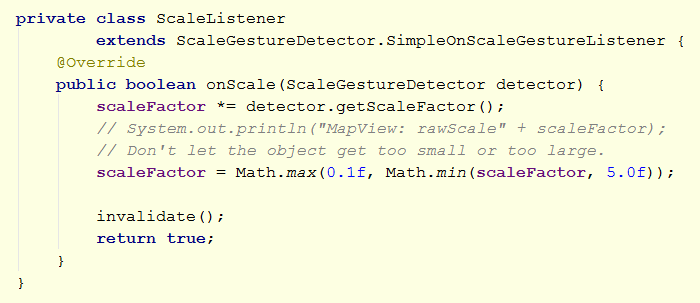 private class ScaleListener
        extends ScaleGestureDetector.SimpleOnScaleGestureListener {
    @Override
    public boolean onScale(ScaleGestureDetector detector) {
        scaleFactor *= detector.getScaleFactor();
        // System.out.println("MapView: rawScale" + scaleFactor);
        // Don't let the object get too small or too large.
        scaleFactor = Math.max(0.1f, Math.min(scaleFactor, 5.0f));

        invalidate();
        return true;
    }
}